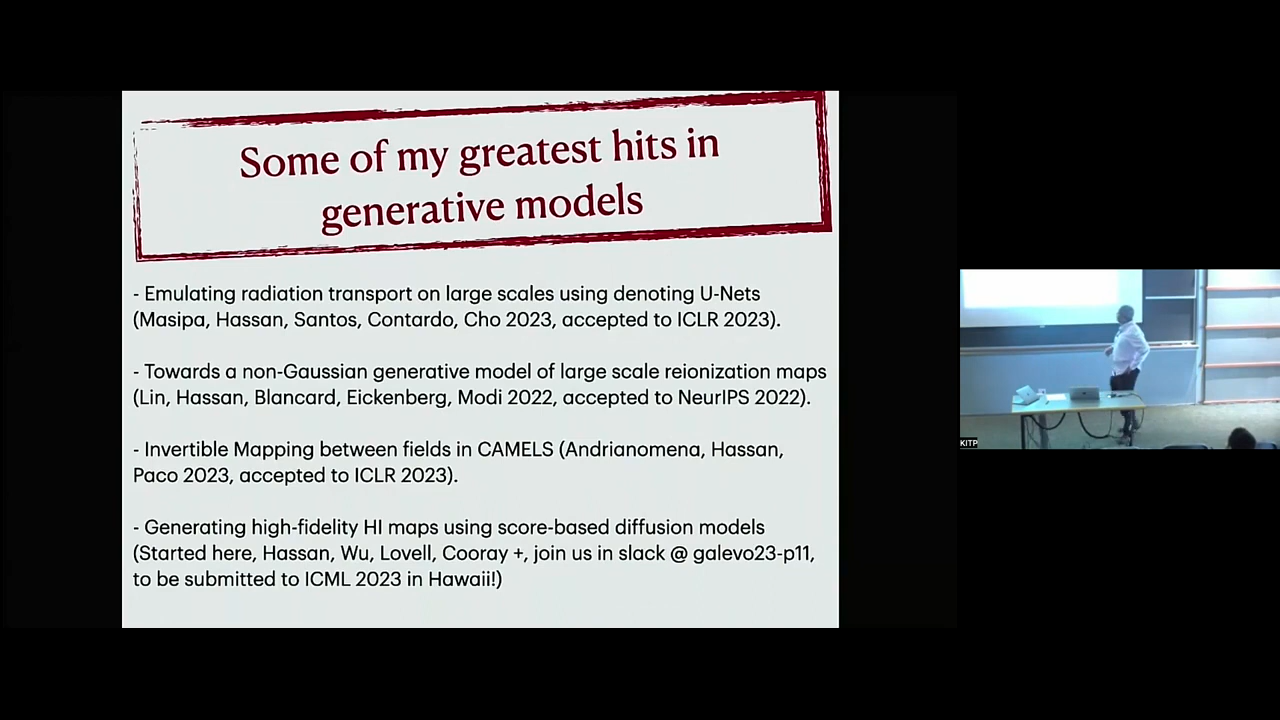 Some of my greatest hits in
generative models
- Emulating radiation transport on large scales using denoting U-Nets
(Masipa, Hassan, Santos, Contardo, Cho 2023, accepted to ICLR 2023).
- Towards a non-Gaussian generative model of large scale reionization maps
(Lin, Hassan, Blancard, Eickenberg, Modi 2022, accepted to NeurIPS 2022).
- Invertible Mapping between fields in CAMELS (Andrianomena, Hassan,
Paco 2023, accepted to ICLR 2023).
- Generating high-fidelity HI maps using score-based diffusion models
(Started here, Hassan, Wu, Lovell, Cooray +, join us in slack @ galevo23-p11,
to be submitted to ICML 2023 in Hawaii!)
KITP